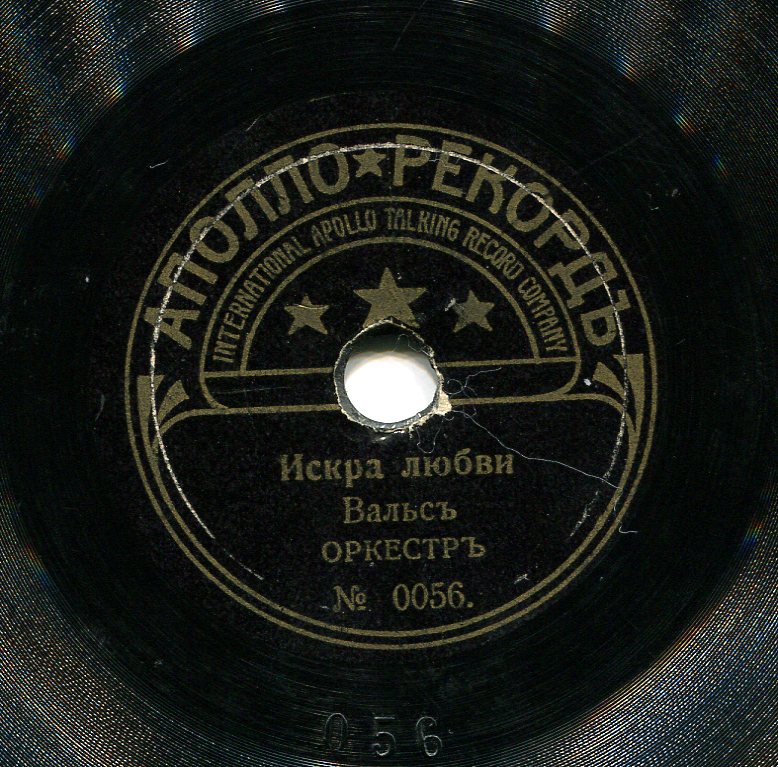 АПОЛЛО★РЕКОРДЪ
INTERNATIONAL APOLLO TALKING RECORD COMPANY
Искра любви
Вальсъ
ОРКЕСТРЪ
№ 0056.
056